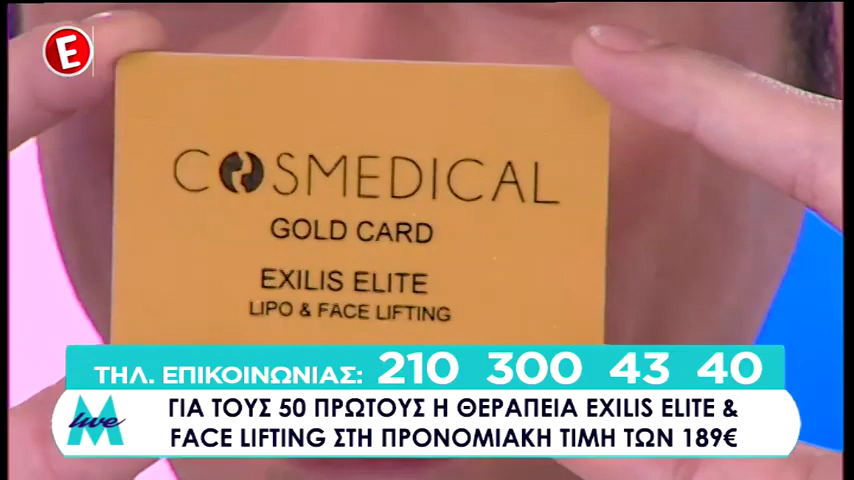 E
COSMEDICAL
GOLD CARD
EXILIS ELITE
LIPO & FACE LIFTING
ΤΗΛ. ΕΠΙΚΟΙΝΩΝΙΑΣ: 210 300 43 40
M live
ΓΙΑ ΤΟΥΣ 50 ΠΡΩΤΟΥΣ Η ΘΕΡΑΠΕΙΑ EXILIS ELITE &
FACE LIFTING ΣΤΗ ΠΡΟΝΟΜΙΑΚΗ ΤΙΜΗ ΤΩΝ 189€